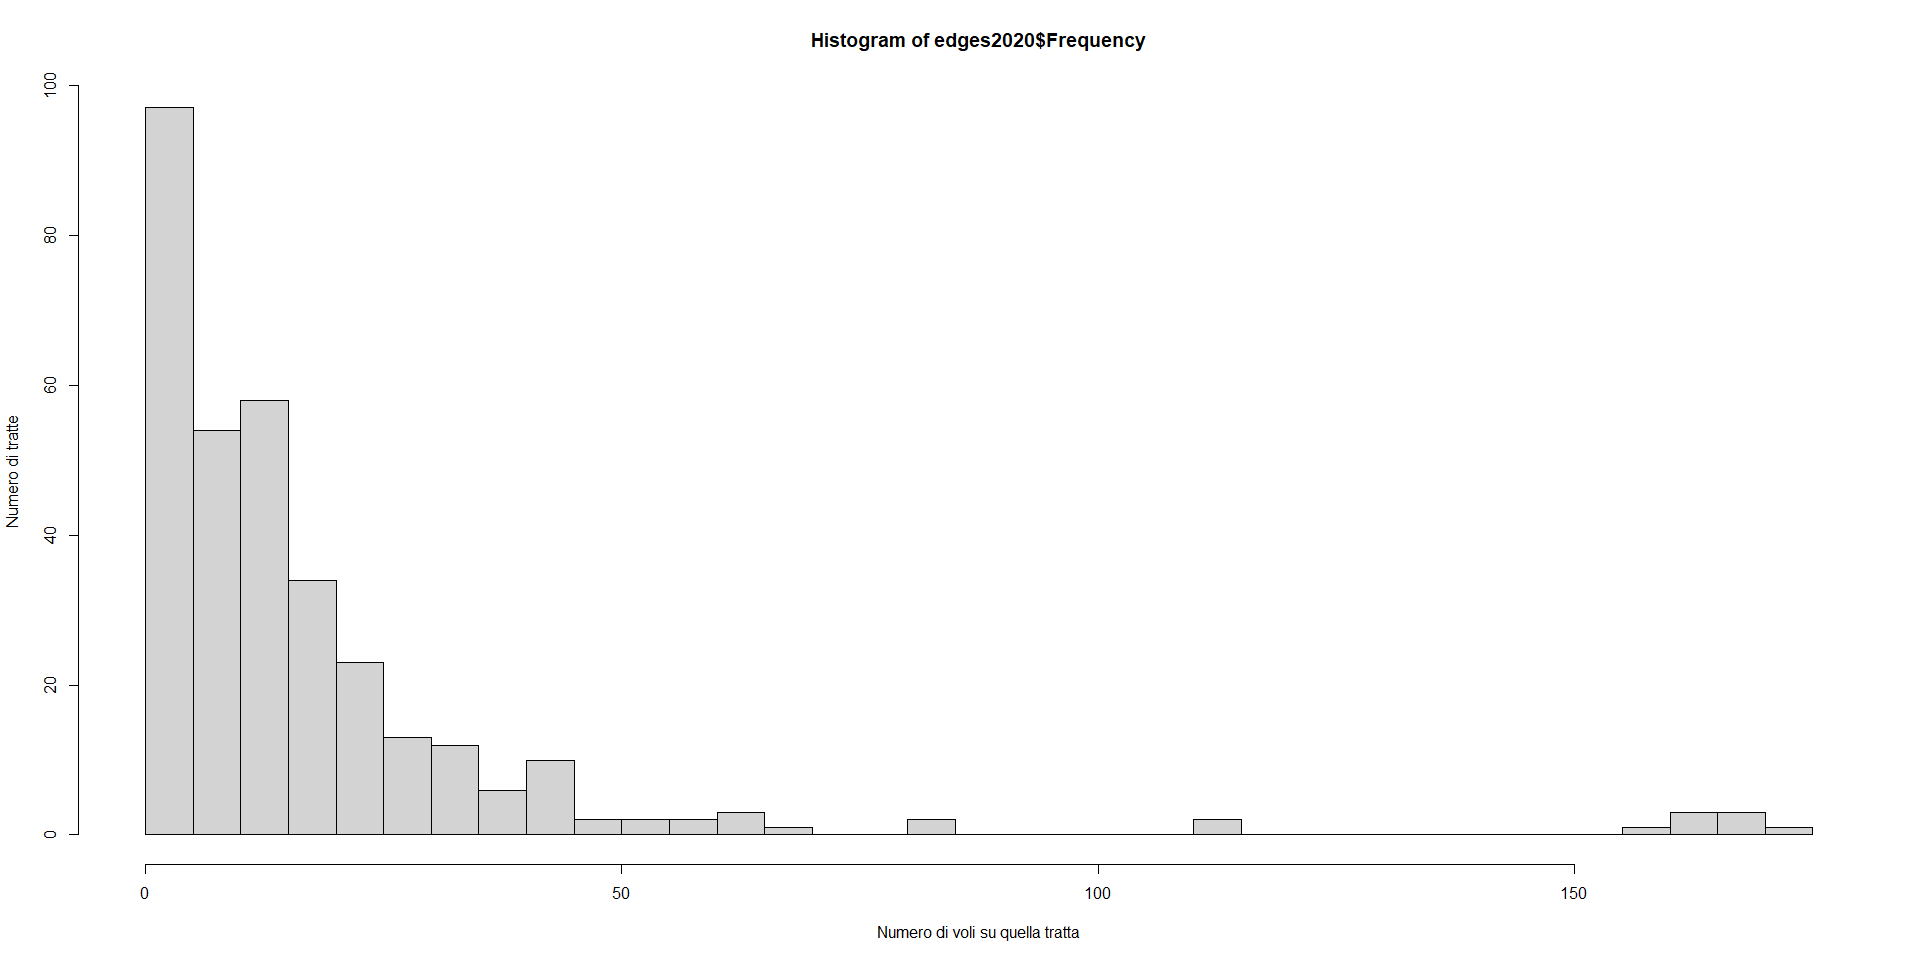 Histogram of edges2020$Frequency
100
80
60
40
20
0
Numero di tratte
0 50 100 150
Numero di voli su quella tratta